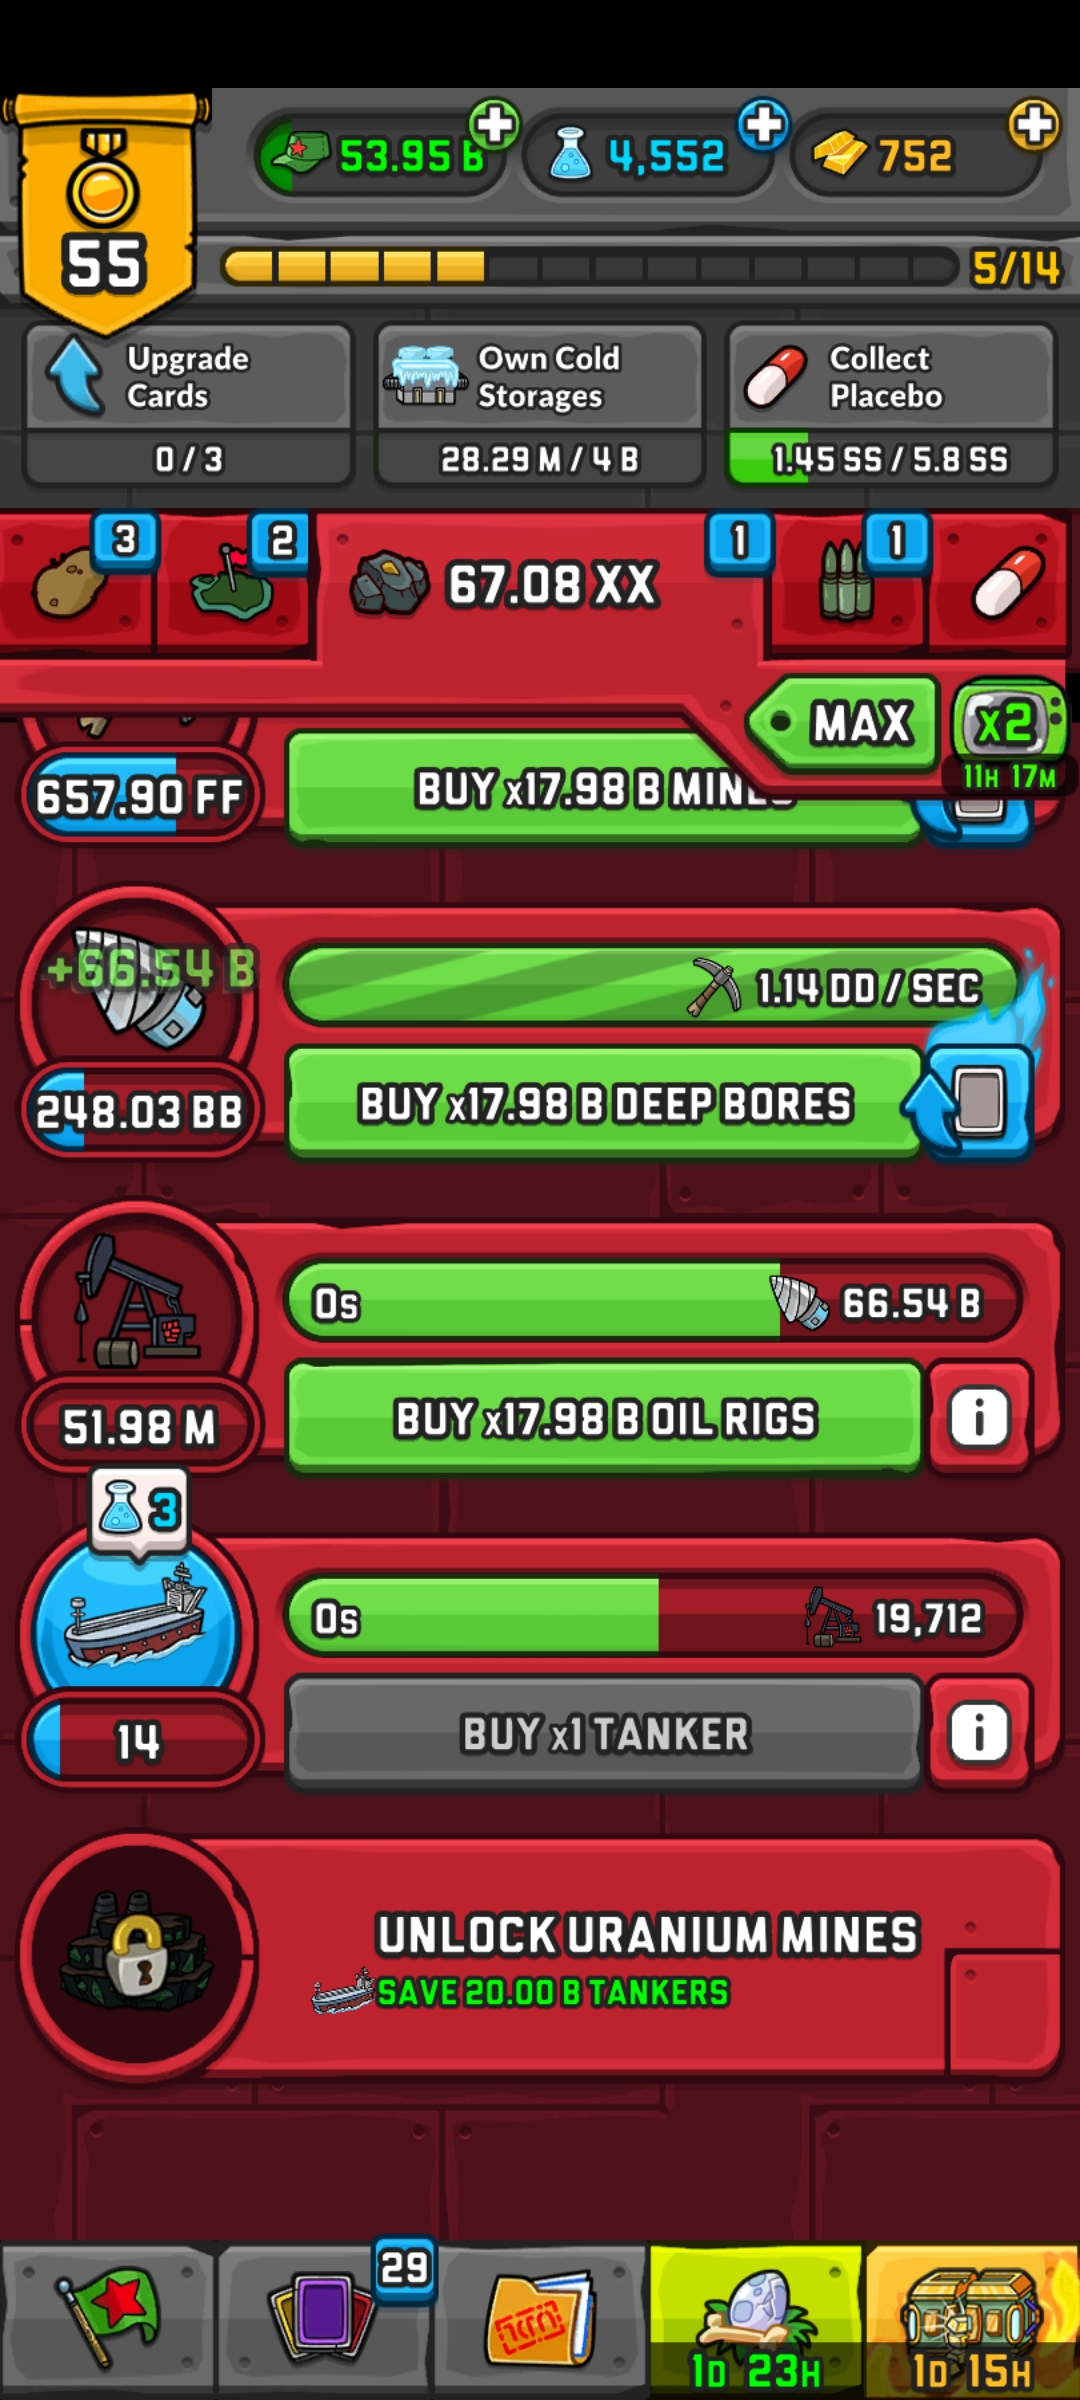 55
53.95 B
4,552
752
5/14
Upgrade
Cards
0 / 3
Own Cold
Storages
28.29 M / 4 B
Collect
Placebo
1.45 SS / 5.8 SS
3
2
67.08 XX
1
1
MAX
x2
11H 17M
657.90 FF
BUY x17.98 B MINES
+66.54 B
1.14 DD / SEC
248.03 BB
BUY x17.98 B DEEP BORES
0s
66.54 B
51.98 M
BUY x17.98 B OIL RIGS
i
3
0s
19,712
14
BUY x1 TANKER
i
UNLOCK URANIUM MINES
SAVE 20.00 B TANKERS
29
1D 23H
1D 15H